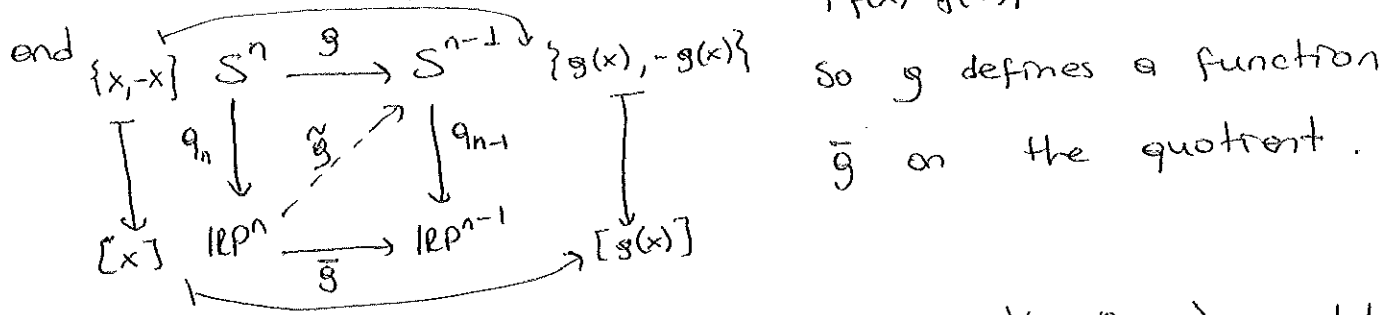 and {x,-x} S^n g S^{n-1} {g(x),-g(x)} So g defines a function
q_n g̃ q_{n-1} ḡ on the quotient.
[x] RP^n ḡ RP^{n-1} [g(x)]